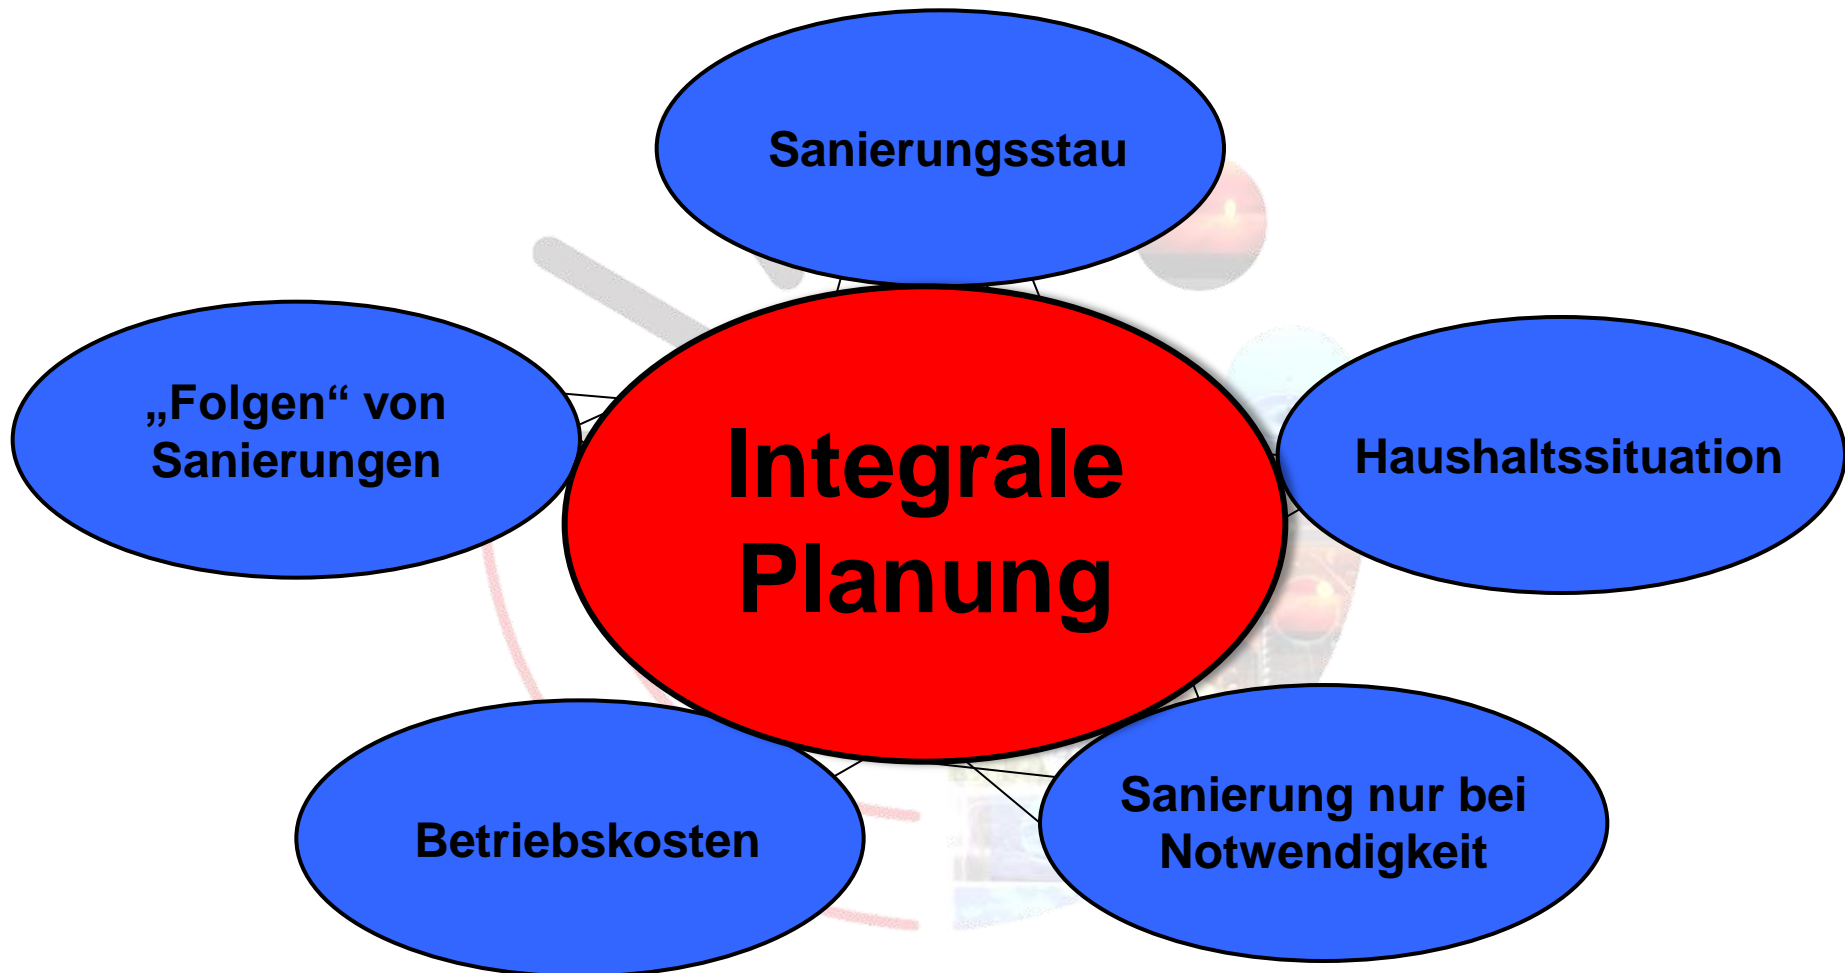 Sanierungsstau
„Folgen“ von
Sanierungen
Integrale
Planung
Haushaltssituation
Betriebskosten
Sanierung nur bei
Notwendigkeit